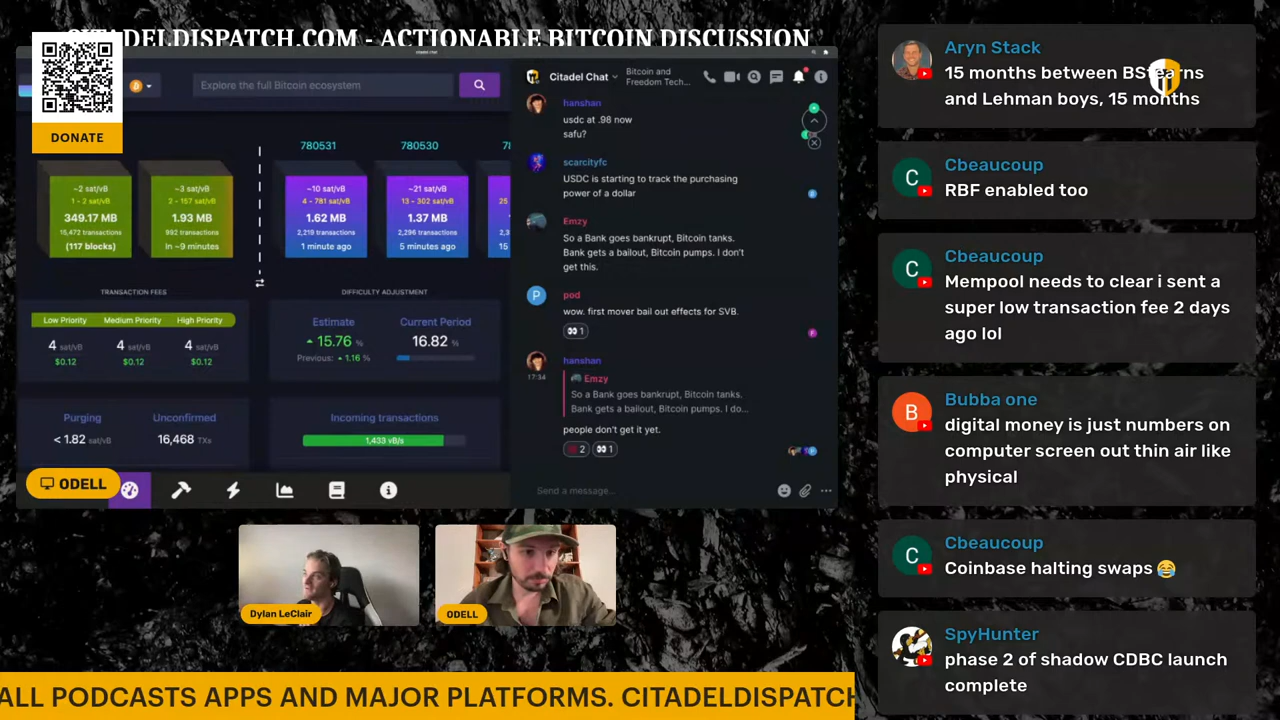 CITADELDISPATCH.COM - ACTIONABLE BITCOIN DISCUSSION
DONATE
Explore the full Bitcoin ecosystem
780531
780530
78
~2 sat/vB
1 - 2 sat/vB
349.17 MB
15,472 transactions
(117 blocks)
~3 sat/vB
2 - 157 sat/vB
1.93 MB
992 transactions
In ~9 minutes
~10 sat/vB
4 - 781 sat/vB
1.62 MB
2,219 transactions
1 minute ago
~21 sat/vB
13 - 302 sat/vB
1.37 MB
2,296 transactions
5 minutes ago
25
15
TRANSACTION FEES
Low Priority Medium Priority High Priority
4 sat/vB 4 sat/vB 4 sat/vB
$0.12 $0.12 $0.12
DIFFICULTY ADJUSTMENT
Estimate
15.76 %
Previous: 1.16 %
Current Period
16.82 %
Purging
< 1.82 sat/vB
Unconfirmed
16,468 TXs
Incoming transactions
1,433 vB/s
ODELL
Citadel Chat
Bitcoin and
Freedom Tech...
hanshan
usdc at .98 now
safu?
scarcityfc
USDC is starting to track the purchasing
power of a dollar
Emzy
So a Bank goes bankrupt, Bitcoin tanks.
Bank gets a bailout, Bitcoin pumps. I don't
get this.
P
pod
wow. first mover bail out effects for SVB.
1
hanshan
17:34
Emzy
So a Bank goes bankrupt, Bitcoin tanks.
Bank gets a bailout, Bitcoin pumps. I do...
people don't get it yet.
2
1
Send a message...
Dylan LeClair
ODELL
ALL PODCASTS APPS AND MAJOR PLATFORMS. CITADELDISPATCH
Aryn Stack
15 months between BStearns
and Lehman boys, 15 months
C
Cbeaucoup
RBF enabled too
C
Cbeaucoup
Mempool needs to clear i sent a
super low transaction fee 2 days
ago lol
B
Bubba one
digital money is just numbers on
computer screen out thin air like
physical
C
Cbeaucoup
Coinbase halting swaps 😂
SpyHunter
phase 2 of shadow CDBC launch
complete